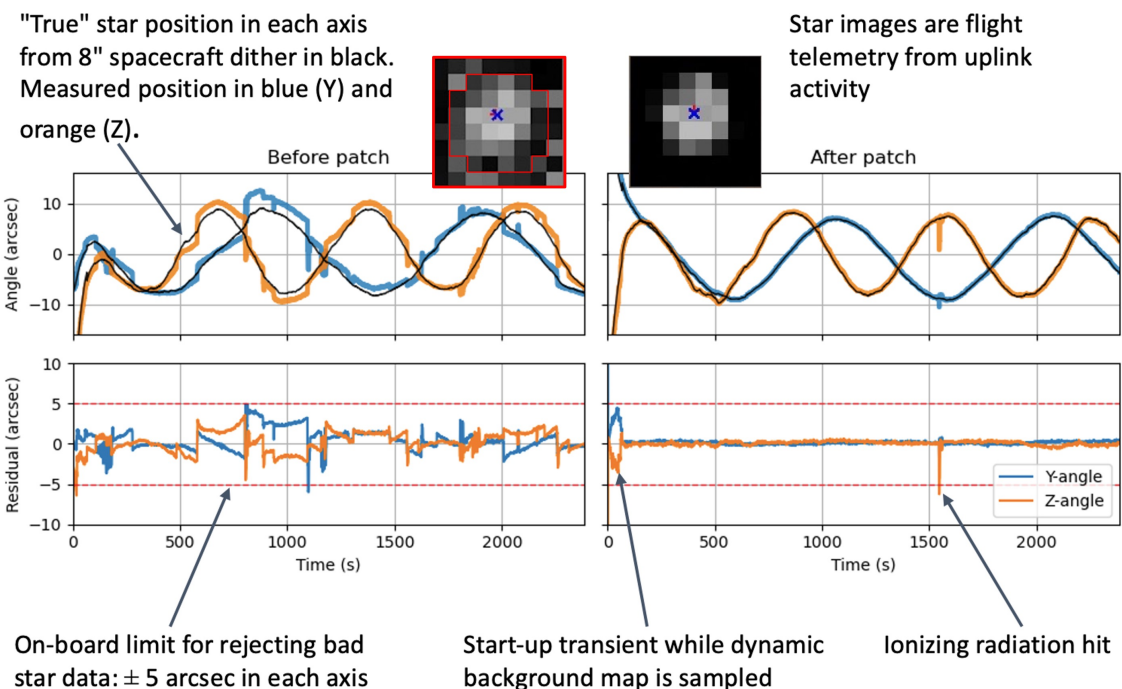 "True" star position in each axis
from 8" spacecraft dither in black.
Measured position in blue (Y) and
orange (Z).
Star images are flight
telemetry from uplink
activity
Before patch
After patch
Angle (arcsec)
10
0
−10
Residual (arcsec)
10
5
0
−5
−10
0
500
1000
1500
2000
Time (s)
0
500
1000
1500
2000
Time (s)
Y-angle
Z-angle
On-board limit for rejecting bad
star data: ± 5 arcsec in each axis
Start-up transient while dynamic
background map is sampled
Ionizing radiation hit